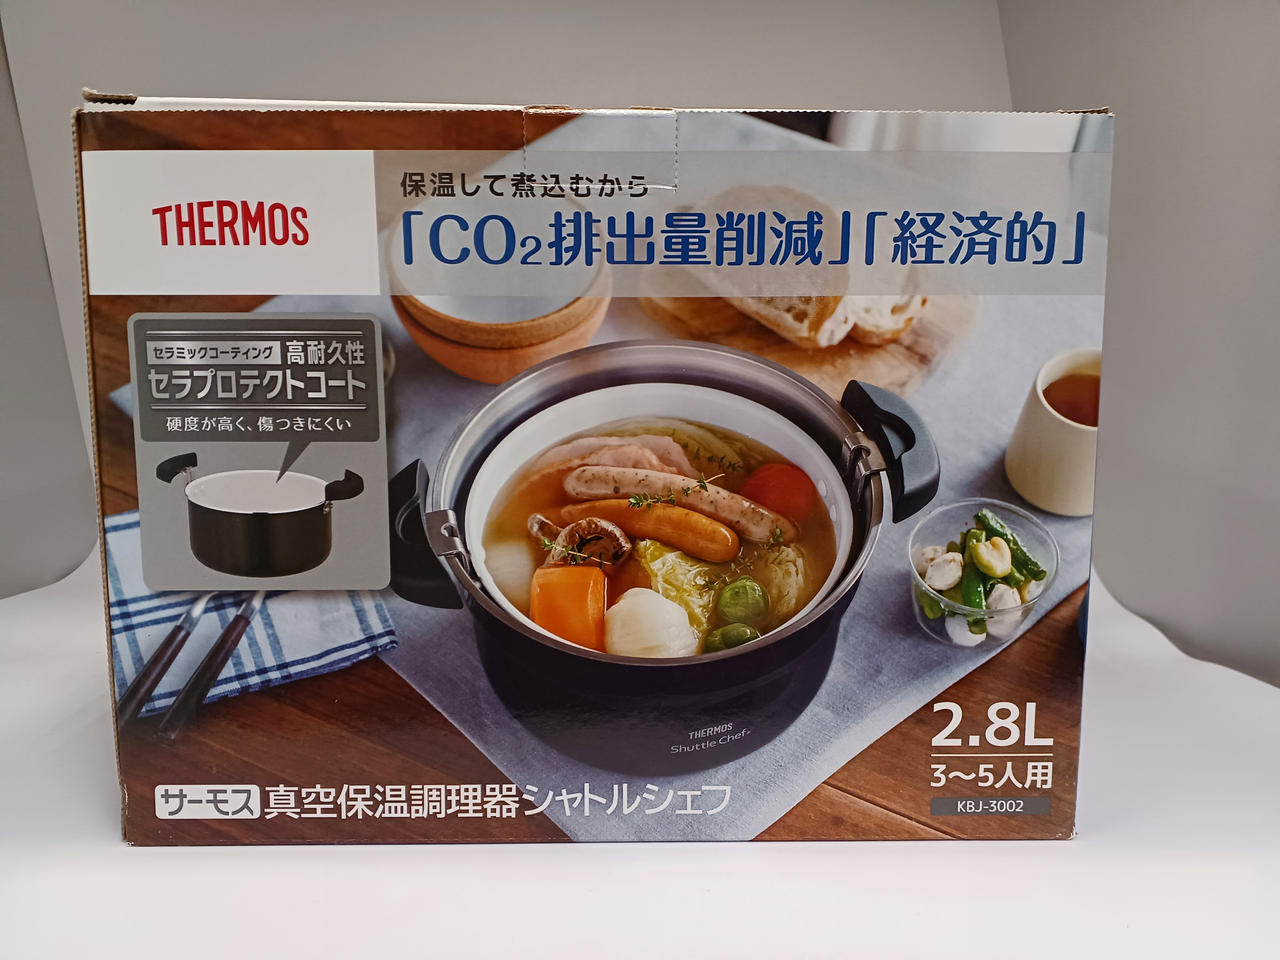 THERMOS
保温して煮込むから
「CO₂排出量削減」「経済的」
セラミックコーティング 高耐久性
セラプロテクトコート
硬度が高く、傷つきにくい
THERMOS
Shuttle Chef®
2.8L
3〜5人用
KBJ-3002
サーモス 真空保温調理器シャトルシェフ